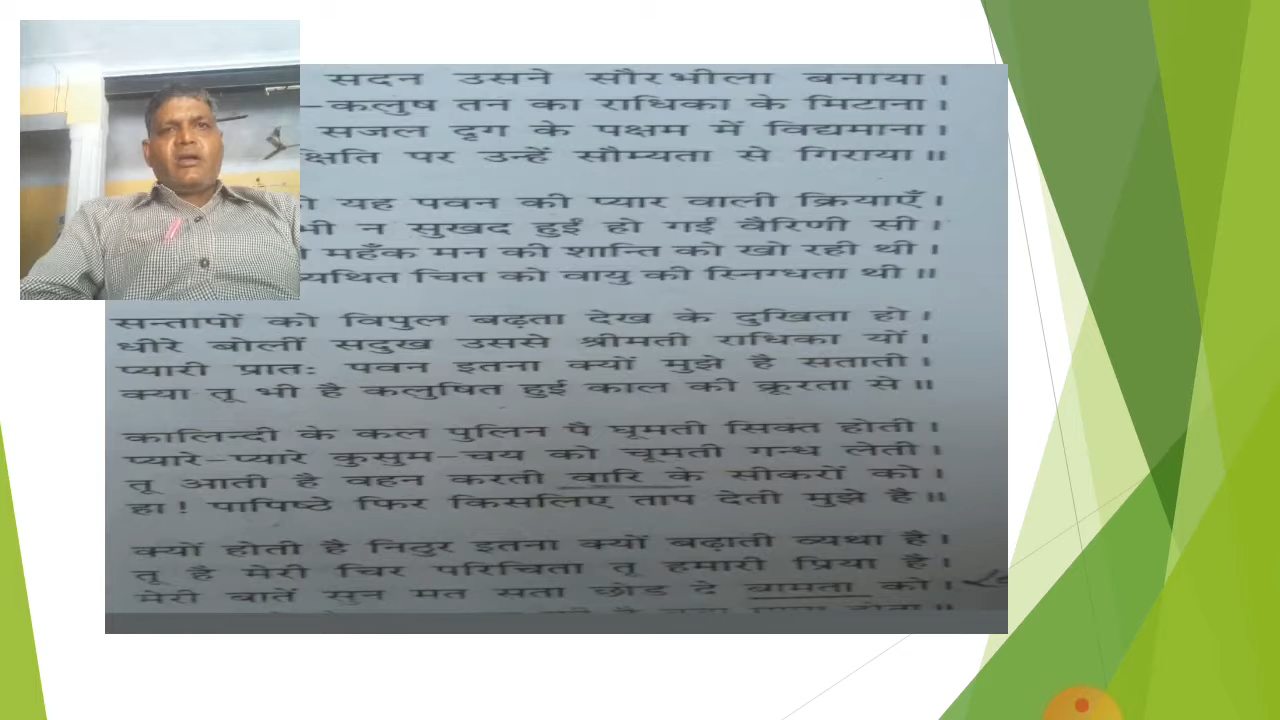 सदन उसने सौरभीला बनाया।
-कलुष तन का राधिका के मिटाना।
सजल दृग के पक्षम में विद्यमाना।
क्षिति पर उन्हें सौम्यता से गिराया॥
यह पवन की प्यार वाली क्रियाएँ।
न सुखद हुईं हो गईं वैरिणी सी।
महँक मन की शान्ति को खो रही थी।
चित को वायु की स्निग्धता थी॥
सन्तापों को विपुल बढ़ता देख के दुखिता हो।
धीरे बोलीं सदुख उससे श्रीमती राधिका यों।
प्यारी प्रातः पवन इतना क्यों मुझे है सताती।
क्या तू भी है कलुषित हुई काल की क्रूरता से॥
कालिन्दी के कल पुलिन पै घूमती सिक्त होती।
प्यारे-प्यारे कुसुम-चय को चूमती गन्ध लेती।
तू आती है वहन करती वारि के सीकरों को।
हा! पापिष्ठे फिर किसलिए ताप देती मुझे है॥
क्यों होती है निठुर इतना क्यों बढ़ाती व्यथा है।
तू है मेरी चिर परिचिता तू हमारी प्रिया है।
मेरी बातें सुन मत सता छोड दे बामता को।